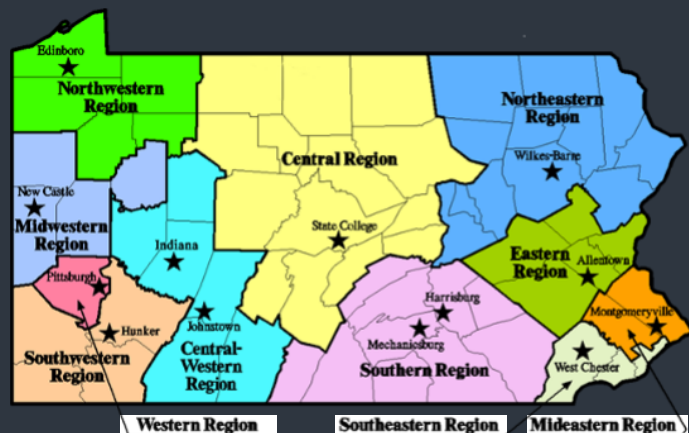 Edinboro
Northwestern
Region
Northeastern
Region
Central Region
Wilkes-Barre
New Castle
Midwestern
Region
State College
Indiana
Eastern
Region
Allentown
Pittsburgh
Harrisburg
Montgomeryville
Hunker
Johnstown
Mechanicsburg
Southwestern
Region
Central-
Western
Region
Southern Region
West Chester
Western Region
Southeastern Region
Mideastern Region